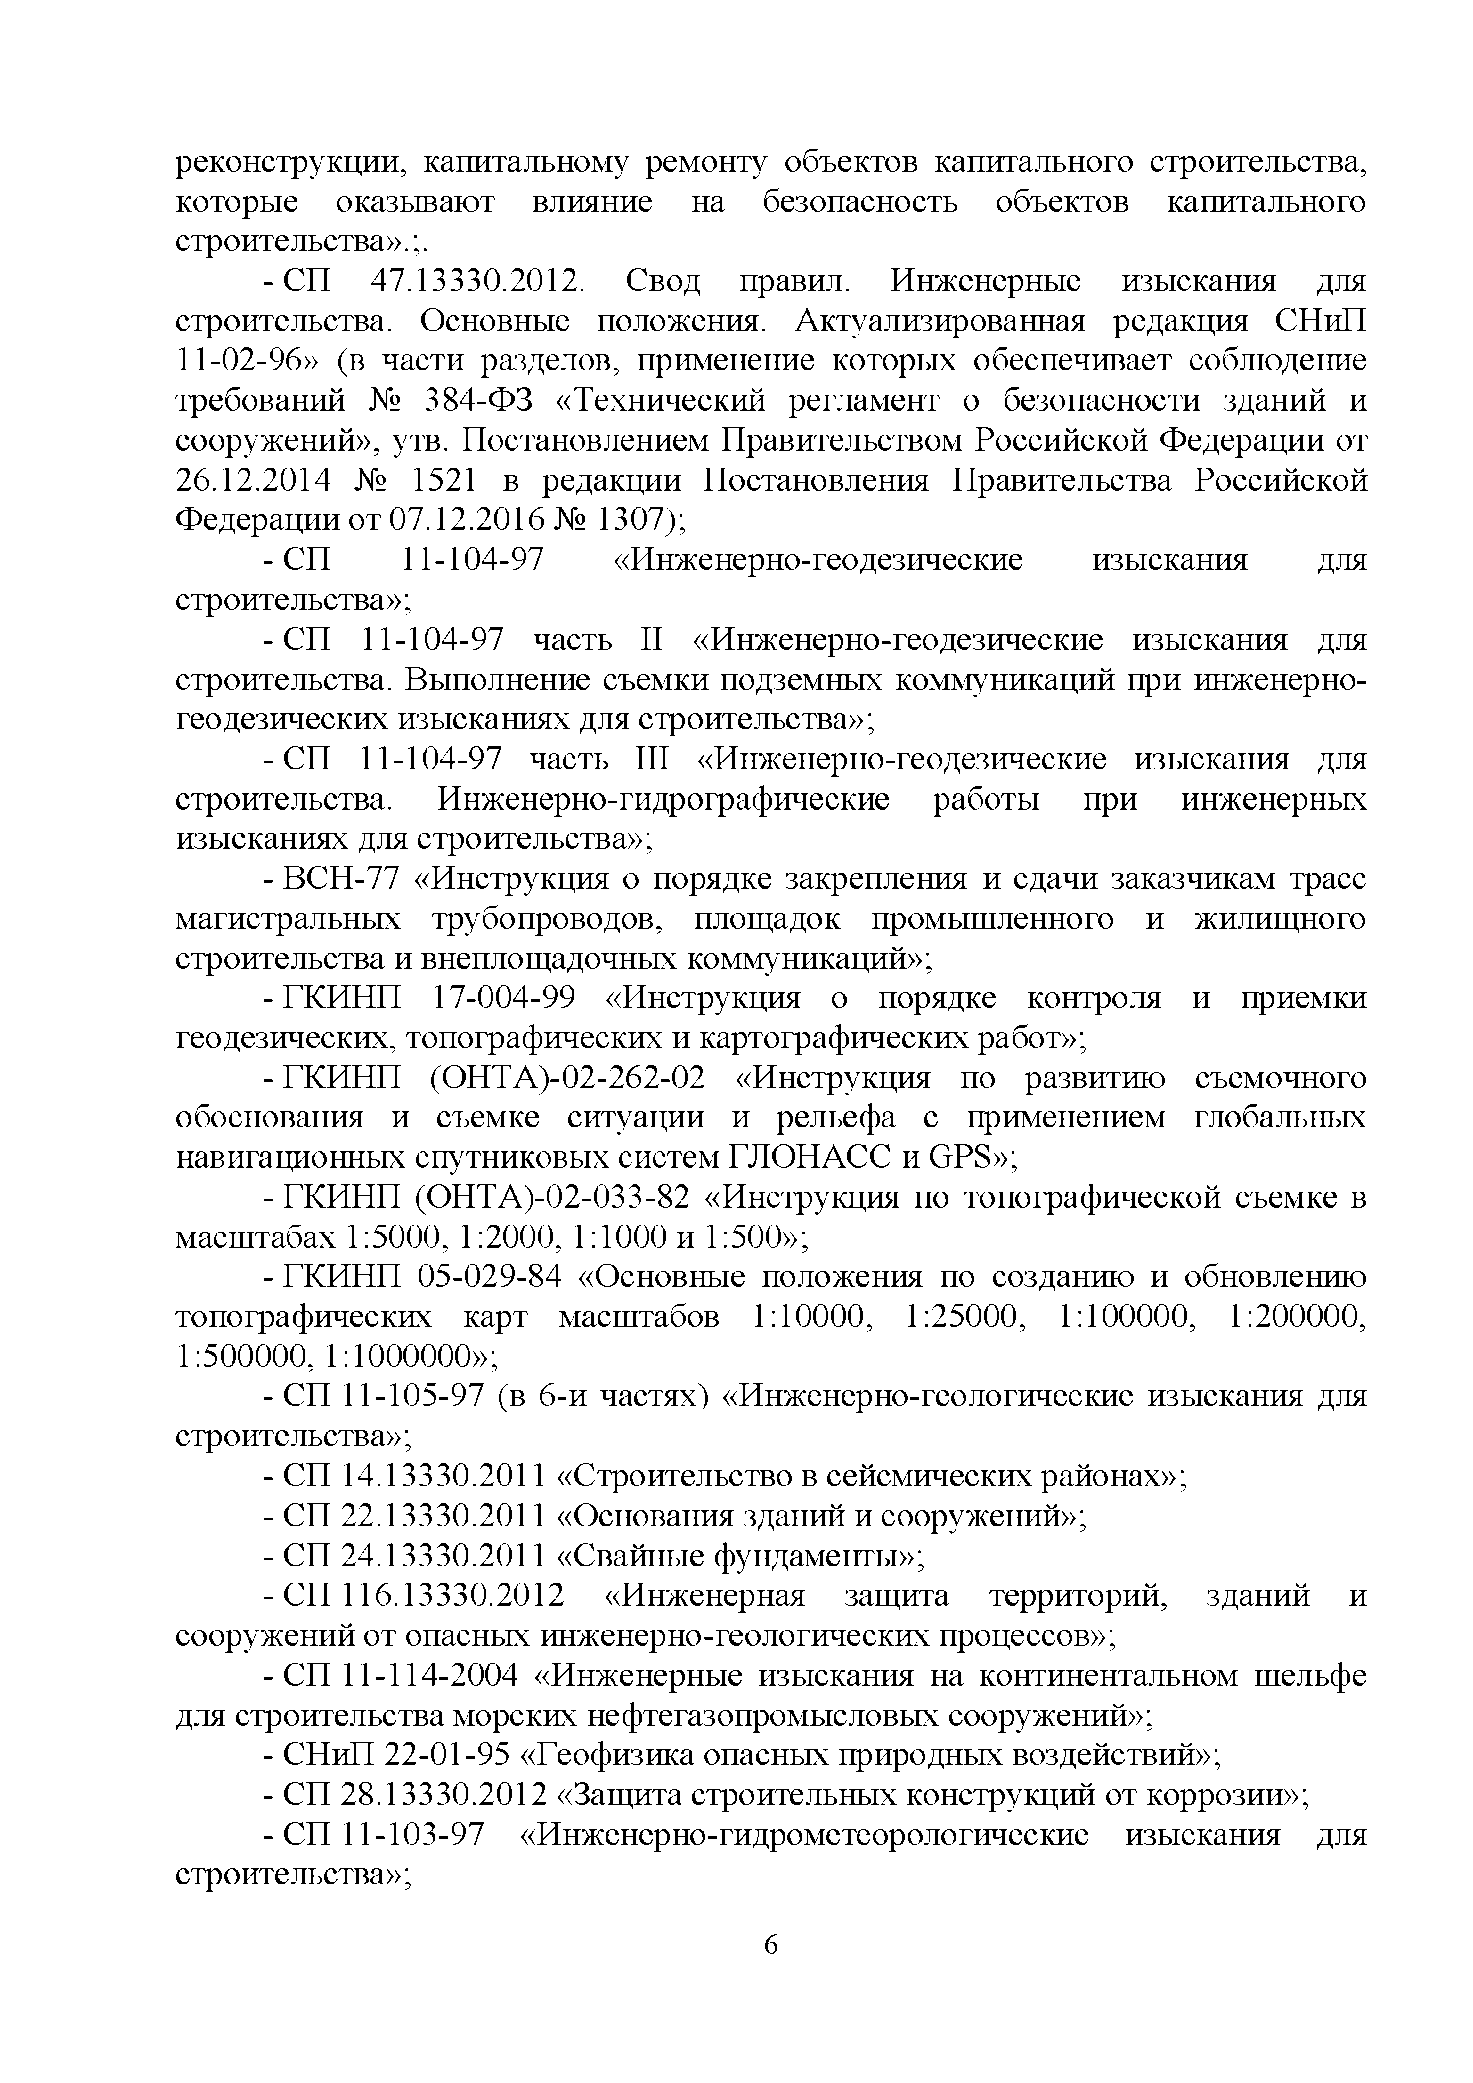 реконструкции, капитальному ремонту объектов капитального строительства,
которые оказывают влияние на безопасность объектов капитального
строительства».;.
- СП 47.13330.2012. Свод правил. Инженерные изыскания для
строительства. Основные положения. Актуализированная редакция СНиП
11-02-96» (в части разделов, применение которых обеспечивает соблюдение
требований № 384-ФЗ «Технический регламент о безопасности зданий и
сооружений», утв. Постановлением Правительством Российской Федерации от
26.12.2014 № 1521 в редакции Постановления Правительства Российской
Федерации от 07.12.2016 № 1307);
- СП 11-104-97 «Инженерно-геодезические изыскания для
строительства»;
- СП 11-104-97 часть II «Инженерно-геодезические изыскания для
строительства. Выполнение съемки подземных коммуникаций при инженерно-
геодезических изысканиях для строительства»;
- СП 11-104-97 часть III «Инженерно-геодезические изыскания для
строительства. Инженерно-гидрографические работы при инженерных
изысканиях для строительства»;
- ВСН-77 «Инструкция о порядке закрепления и сдачи заказчикам трасс
магистральных трубопроводов, площадок промышленного и жилищного
строительства и внеплощадочных коммуникаций»;
- ГКИНП 17-004-99 «Инструкция о порядке контроля и приемки
геодезических, топографических и картографических работ»;
- ГКИНП (ОНТА)-02-262-02 «Инструкция по развитию съемочного
обоснования и съемке ситуации и рельефа с применением глобальных
навигационных спутниковых систем ГЛОНАСС и GPS»;
- ГКИНП (ОНТА)-02-033-82 «Инструкция по топографической съемке в
масштабах 1:5000, 1:2000, 1:1000 и 1:500»;
- ГКИНП 05-029-84 «Основные положения по созданию и обновлению
топографических карт масштабов 1:10000, 1:25000, 1:100000, 1:200000,
1:500000, 1:1000000»;
- СП 11-105-97 (в 6-и частях) «Инженерно-геологические изыскания для
строительства»;
- СП 14.13330.2011 «Строительство в сейсмических районах»;
- СП 22.13330.2011 «Основания зданий и сооружений»;
- СП 24.13330.2011 «Свайные фундаменты»;
- СП 116.13330.2012 «Инженерная защита территорий, зданий и
сооружений от опасных инженерно-геологических процессов»;
- СП 11-114-2004 «Инженерные изыскания на континентальном шельфе
для строительства морских нефтегазопромысловых сооружений»;
- СНиП 22-01-95 «Геофизика опасных природных воздействий»;
- СП 28.13330.2012 «Защита строительных конструкций от коррозии»;
- СП 11-103-97 «Инженерно-гидрометеорологические изыскания для
строительства»;
6